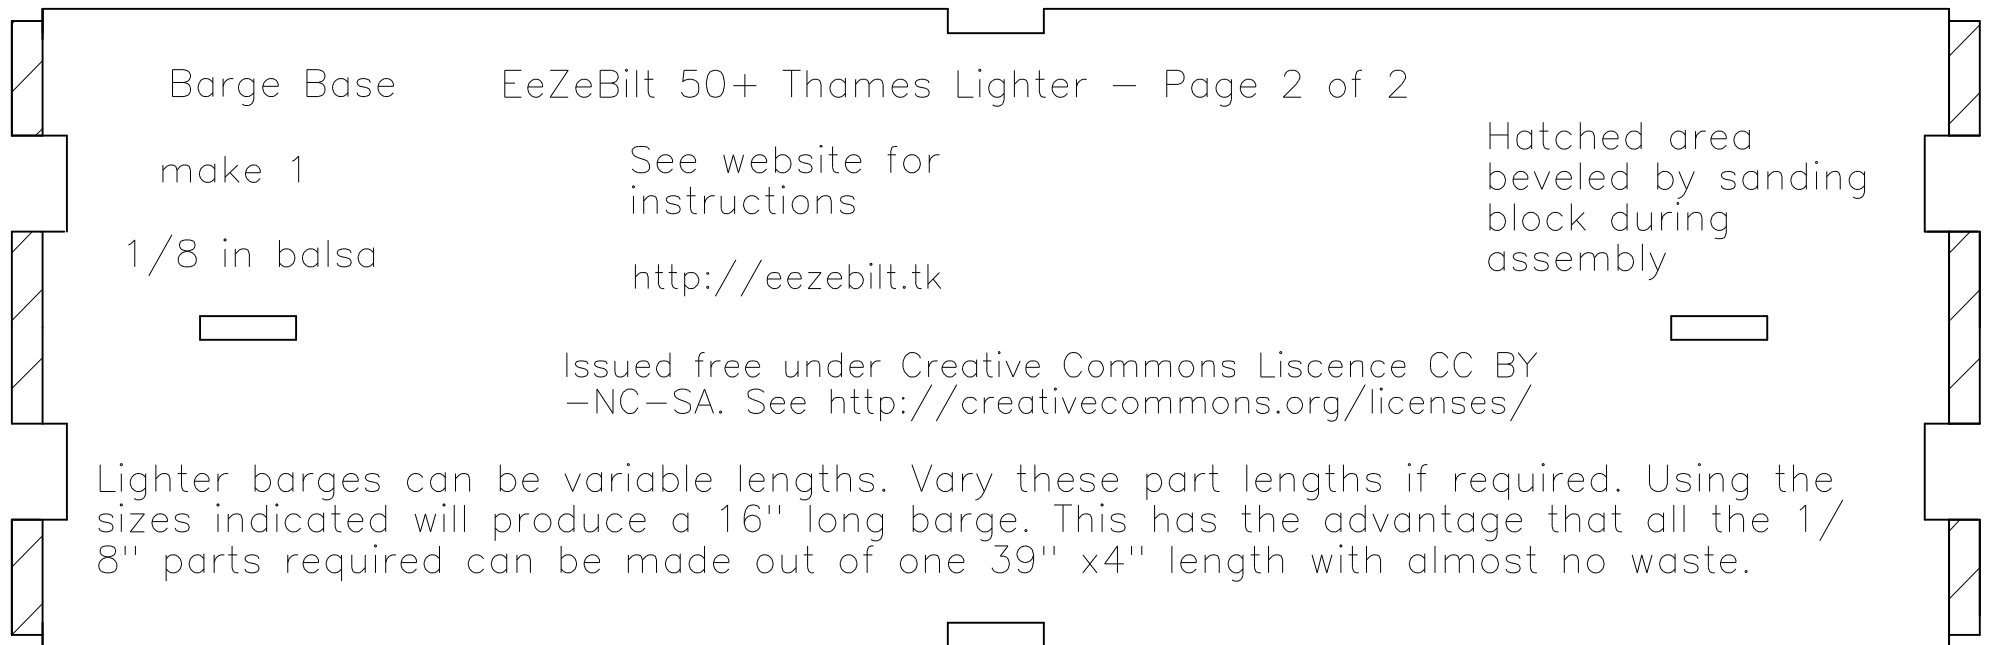 Barge Base
EeZeBilt 50+ Thames Lighter - Page 2 of 2
make 1
1/8 in balsa
See website for
instructions
http://eezebilt.tk
Hatched area
beveled by sanding
block during
assembly
Issued free under Creative Commons Liscence CC BY
-NC-SA. See http://creativecommons.org/licenses/
Lighter barges can be variable lengths. Vary these part lengths if required. Using the
sizes indicated will produce a 16" long barge. This has the advantage that all the 1/
8" parts required can be made out of one 39" x4" length with almost no waste.